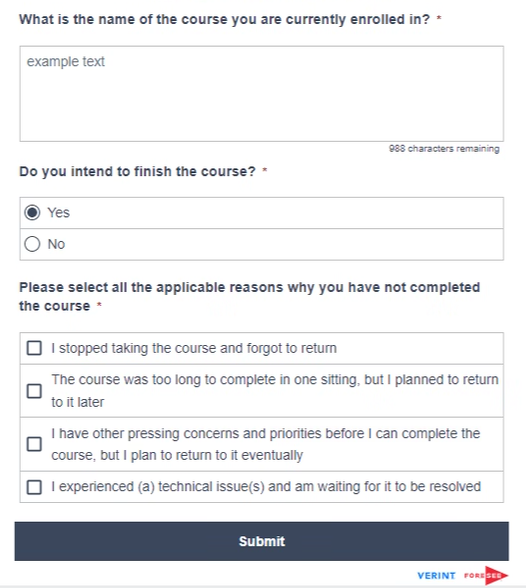 What is the name of the course you are currently enrolled in? *
example text
988 characters remaining
Do you intend to finish the course? *
Yes
No
Please select all the applicable reasons why you have not completed
the course *
I stopped taking the course and forgot to return
The course was too long to complete in one sitting, but I planned to return
to it later
I have other pressing concerns and priorities before I can complete the
course, but I plan to return to it eventually
I experienced (a) technical issue(s) and am waiting for it to be resolved
Submit
VERINT FORESEE